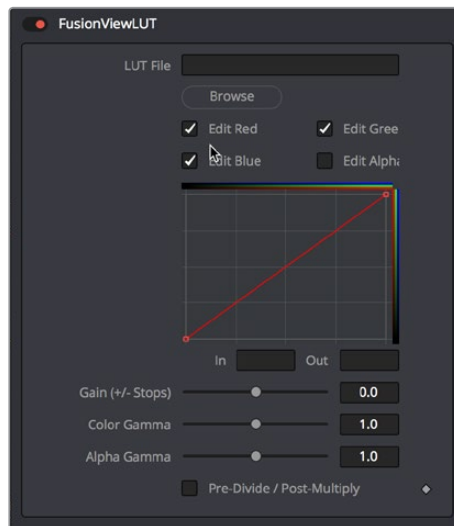 FusionViewLUT
LUT File
Browse
Edit Red
Edit Gree
Edit Blue
Edit Alpha
In
Out
Gain (+/- Stops)
0.0
Color Gamma
1.0
Alpha Gamma
1.0
Pre-Divide / Post-Multiply